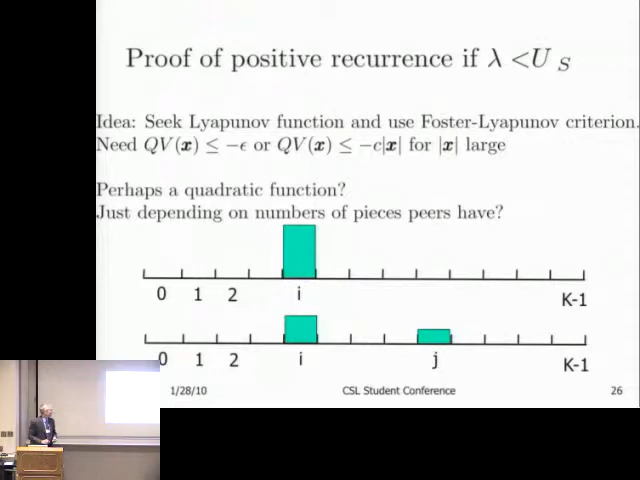 Proof of positive recurrence if λ <U S
Idea: Seek Lyapunov function and use Foster-Lyapunov criterion.
Need QV(x) ≤ −ϵ or QV(x) ≤ −c|x| for |x| large
Perhaps a quadratic function?
Just depending on numbers of pieces peers have?
0 1 2 i K-1
0 1 2 i j K-1
1/28/10 CSL Student Conference 26